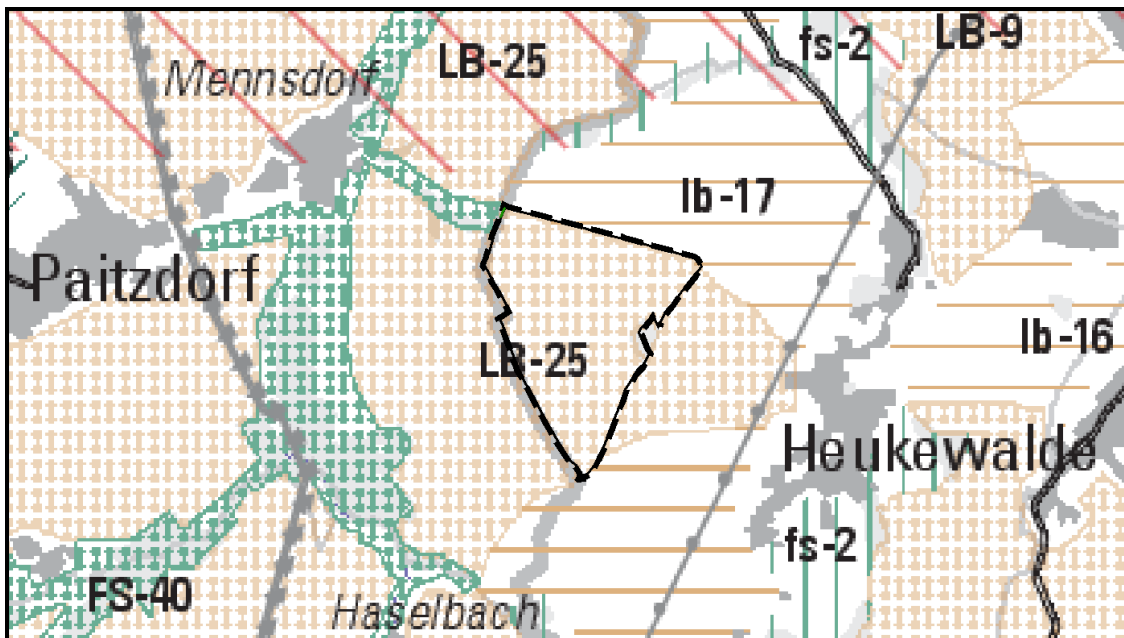 fs-2
LB-9
LB-25
Mennsdorf
lb-17
Paitzdorf
lb-16
LB-25
Heukewalde
fs-2
FS-40
Haselbach